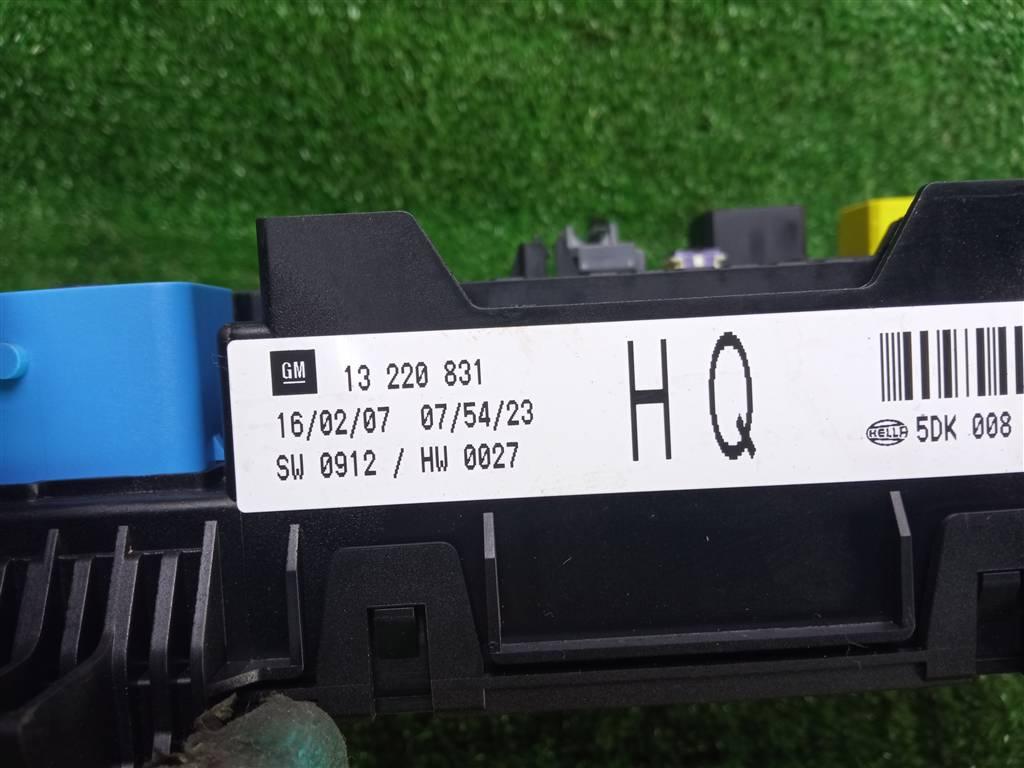 GM 13 220 831
16/02/07 07/54/23
SW 0912 / HW 0027
HQ
HELLA 5DK 008